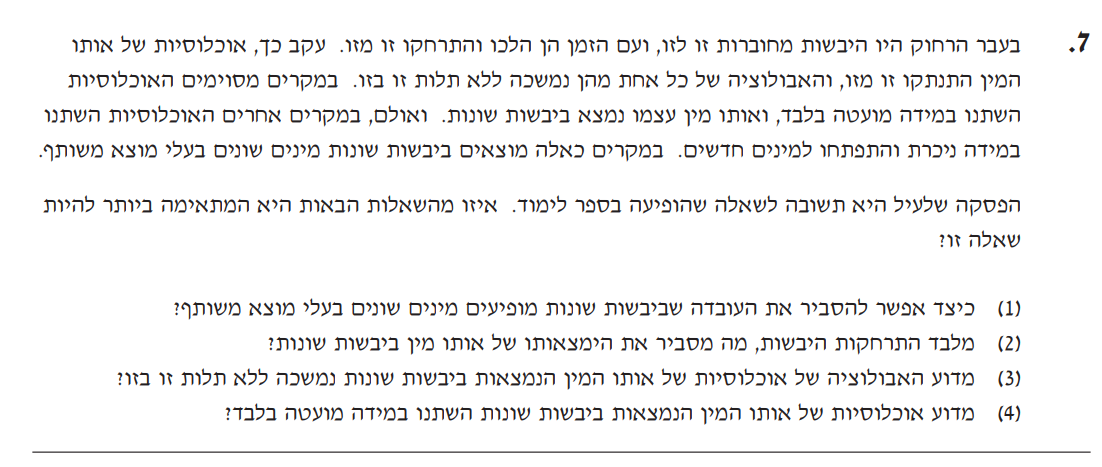 7. בעבר הרחוק היו היבשות מחוברות זו לזו, ועם הזמן הן הלכו והתרחקו זו מזו. עקב כך, אוכלוסיות של אותו
המין התנתקו זו מזו, והאבולוציה של כל אחת מהן נמשכה ללא תלות זו בזו. במקרים מסוימים האוכלוסיות
השתנו במידה מועטה בלבד, ואותו מין עצמו נמצא ביבשות שונות. ואולם, במקרים אחרים האוכלוסיות השתנו
במידה ניכרת והתפתחו למינים חדשים. במקרים כאלה מוצאים ביבשות שונות מינים שונים בעלי מוצא משותף.
הפסקה שלעיל היא תשובה לשאלה שהופיעה בספר לימוד. איזו מהשאלות הבאות היא המתאימה ביותר להיות
שאלה זו?
(1) כיצד אפשר להסביר את העובדה שביבשות שונות מופיעים מינים שונים בעלי מוצא משותף?
(2) מלבד התרחקות היבשות, מה מסביר את הימצאותו של אותו מין ביבשות שונות?
(3) מדוע האבולוציה של אוכלוסיות של אותו המין הנמצאות ביבשות שונות נמשכה ללא תלות זו בזו?
(4) מדוע אוכלוסיות של אותו המין הנמצאות ביבשות שונות השתנו במידה מועטה בלבד?